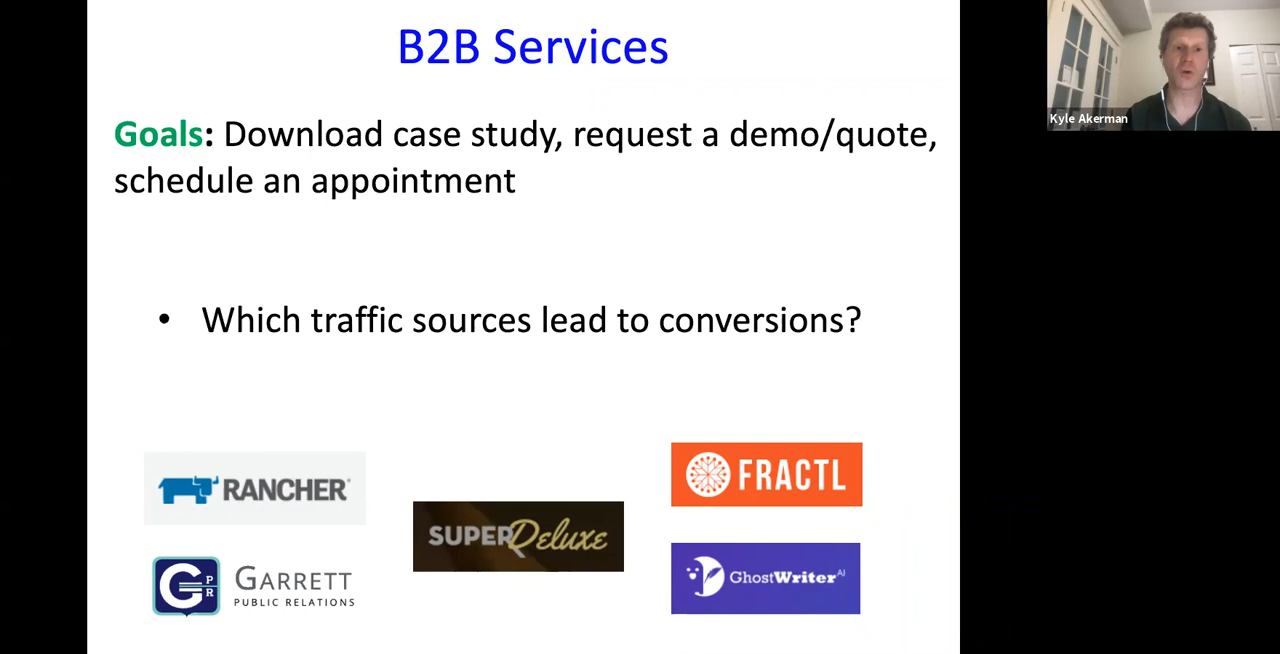 B2B Services
Kyle Akerman
Goals: Download case study, request a demo/quote,
schedule an appointment
• Which traffic sources lead to conversions?
RANCHER®
FRACTL
SUPERDeluxe
GPR GARRETT
PUBLIC RELATIONS
GhostWriter AI